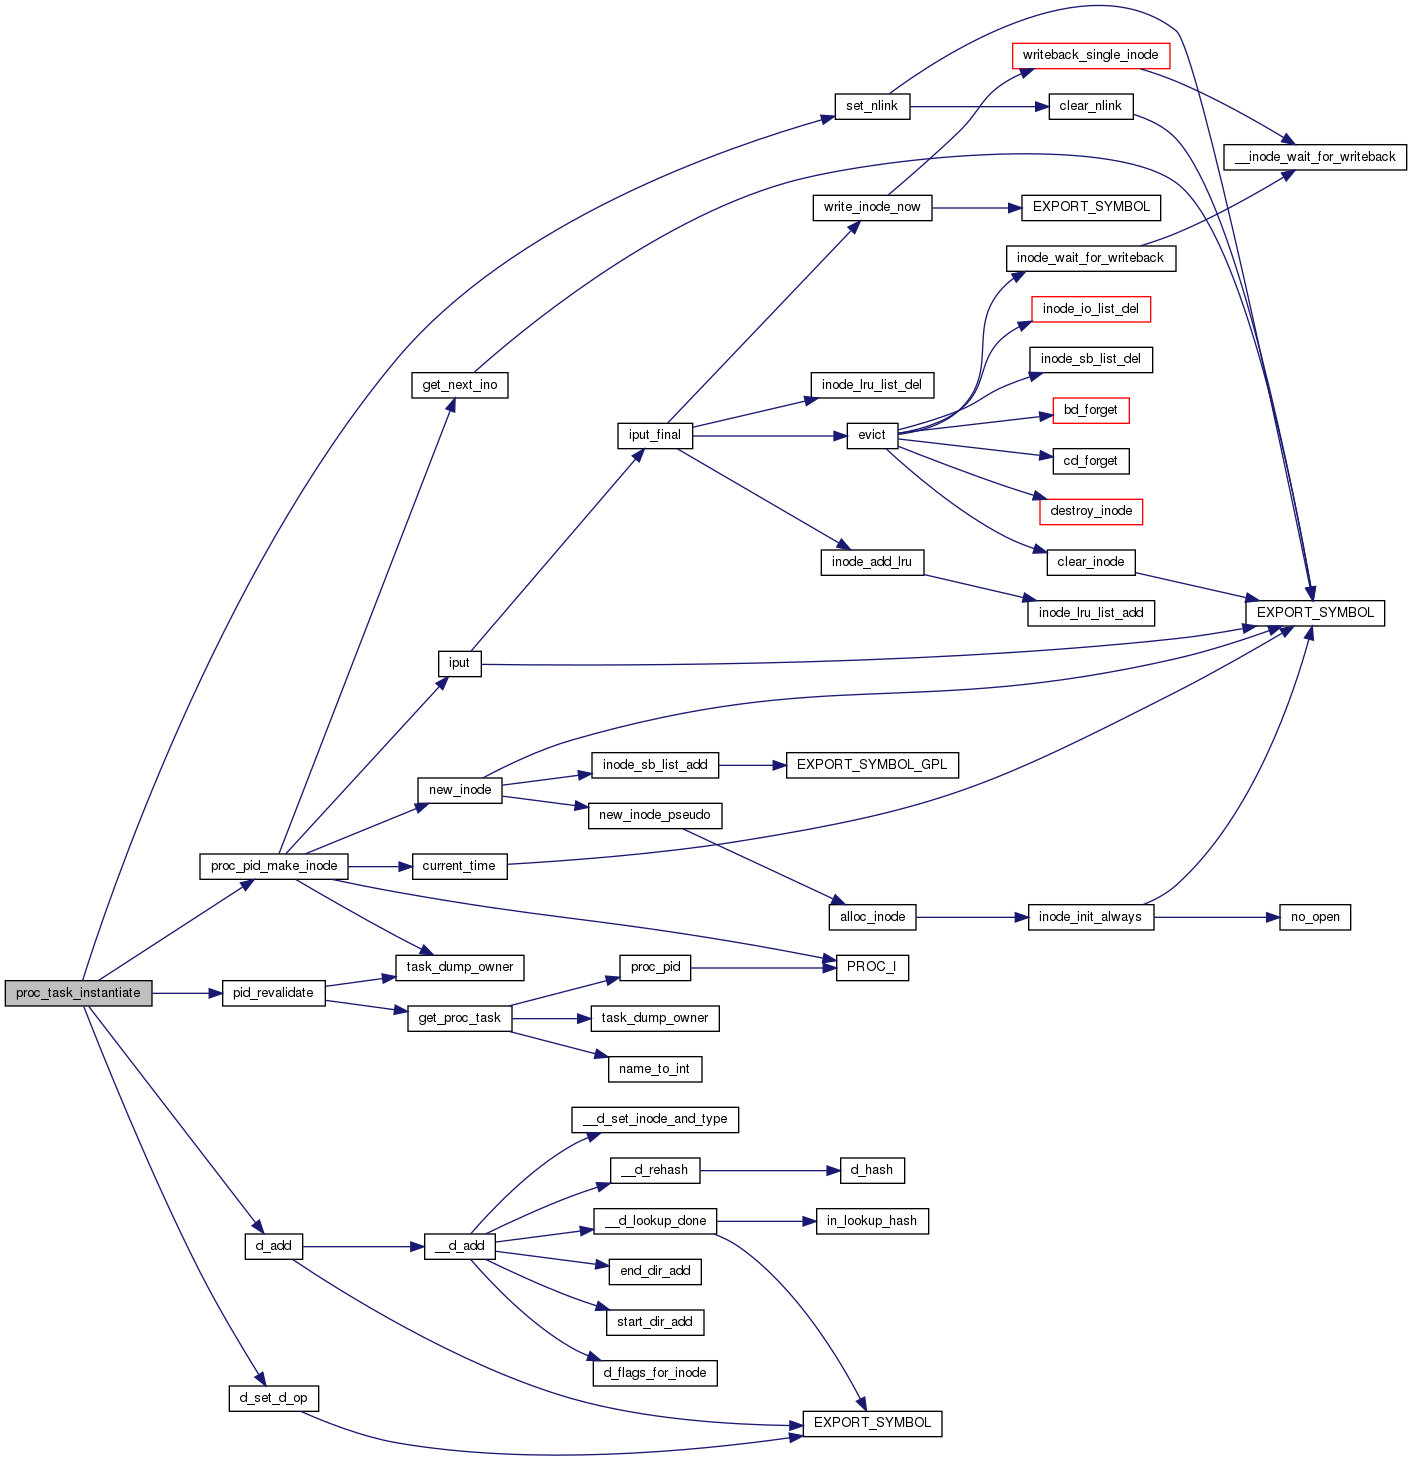 writeback_single_inode
set_nlink
clear_nlink
__inode_wait_for_writeback
write_inode_now
EXPORT_SYMBOL
inode_wait_for_writeback
inode_io_list_del
inode_sb_list_del
get_next_ino
inode_lru_list_del
bd_forget
iput_final
evict
cd_forget
destroy_inode
inode_add_lru
clear_inode
inode_lru_list_add
EXPORT_SYMBOL
iput
inode_sb_list_add
EXPORT_SYMBOL_GPL
new_inode
new_inode_pseudo
proc_pid_make_inode
current_time
alloc_inode
inode_init_always
no_open
task_dump_owner
proc_pid
PROC_I
proc_task_instantiate
pid_revalidate
get_proc_task
task_dump_owner
name_to_int
__d_set_inode_and_type
__d_rehash
d_hash
__d_lookup_done
in_lookup_hash
d_add
__d_add
end_dir_add
start_dir_add
d_flags_for_inode
d_set_d_op
EXPORT_SYMBOL